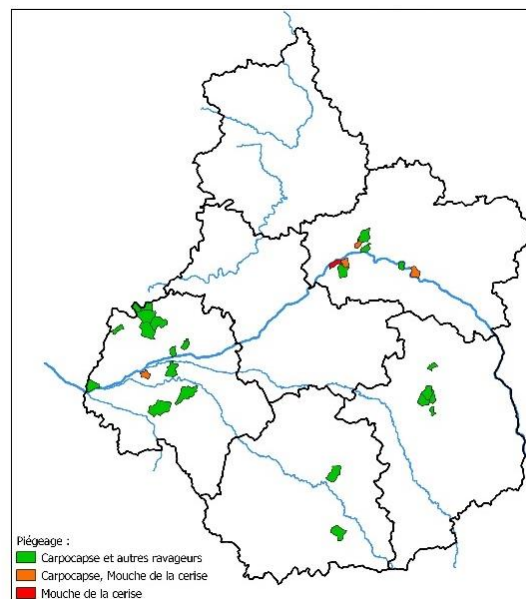 Piégeage :
Carpocapse et autres ravageurs
Carpocapse, Mouche de la cerise
Mouche de la cerise